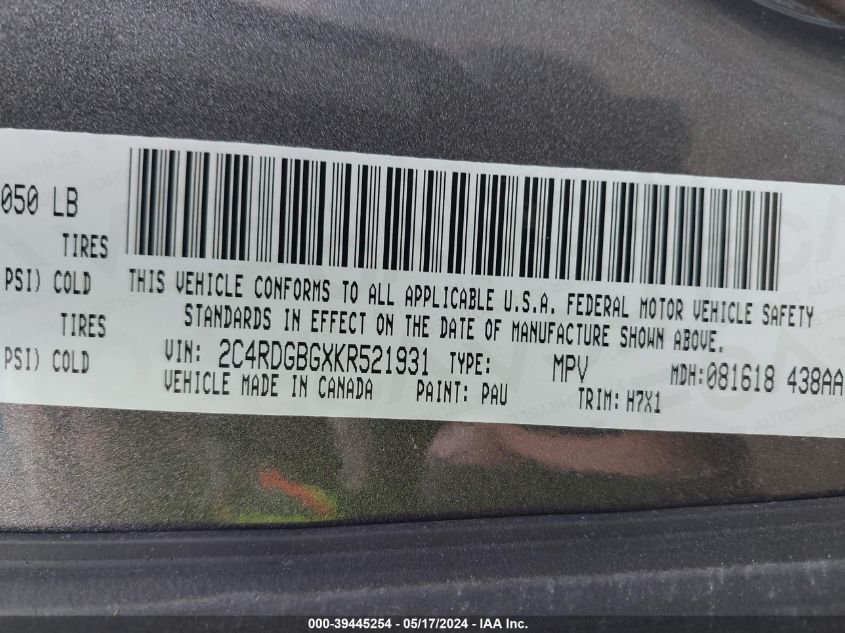 050 LB
TIRES
PSI) COLD
TIRES
PSI) COLD
THIS VEHICLE CONFORMS TO ALL APPLICABLE U.S.A. FEDERAL MOTOR VEHICLE SAFETY
STANDARDS IN EFFECT ON THE DATE OF MANUFACTURE SHOWN ABOVE.
VIN: 2C4RDGBGXKR521931 TYPE: MPV MDH:081618 438AA
VEHICLE MADE IN CANADA PAINT: PAU TRIM: H7X1
000-39445254 - 05/17/2024 - IAA Inc.